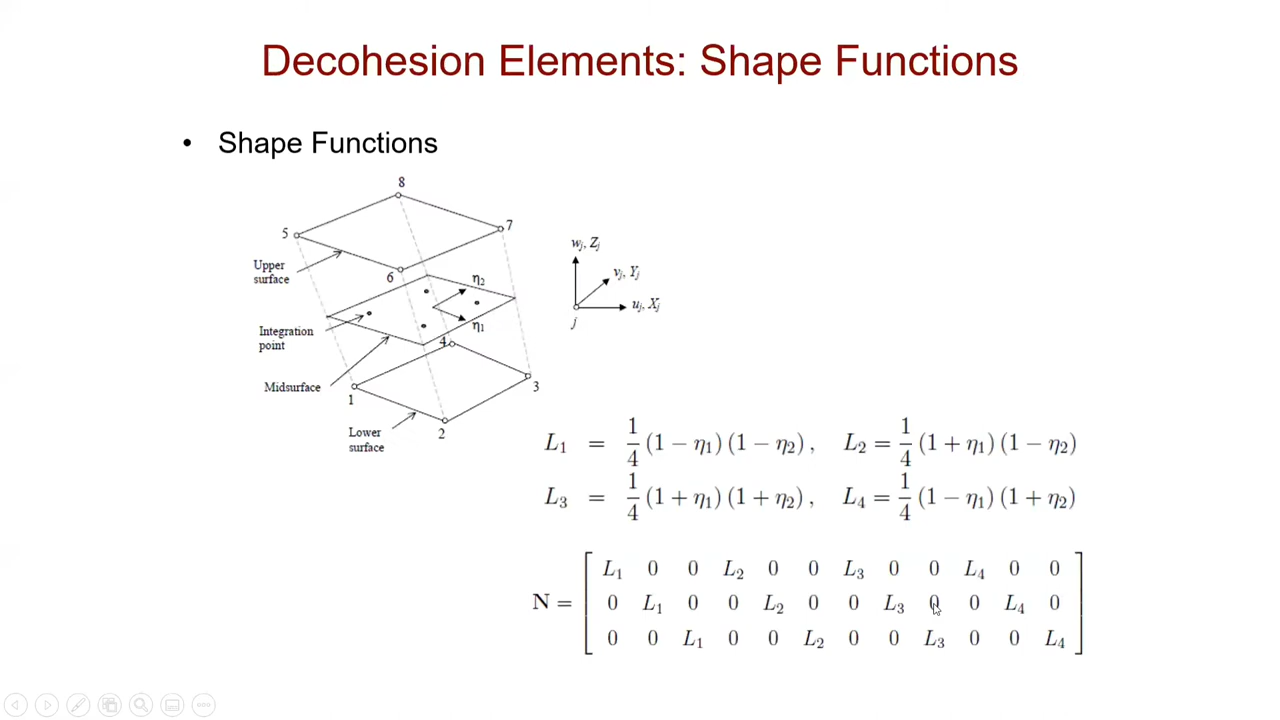 Decohesion Elements: Shape Functions
• Shape Functions
8
5
7
Upper
surface
6
η₂
wⱼ, Zⱼ
vⱼ, Yⱼ
uⱼ, Xⱼ
j
Integration
point
η₁
4
Midsurface
1
3
Lower
surface
2
L₁ = 1/4 (1 − η₁) (1 − η₂) , L₂ = 1/4 (1 + η₁) (1 − η₂)
L₃ = 1/4 (1 + η₁) (1 + η₂) , L₄ = 1/4 (1 − η₁) (1 + η₂)
L₁ 0 0 L₂ 0 0 L₃ 0 0 L₄ 0 0
N = [ 0 L₁ 0 0 L₂ 0 0 L₃ 0 0 L₄ 0 ]
0 0 L₁ 0 0 L₂ 0 0 L₃ 0 0 L₄